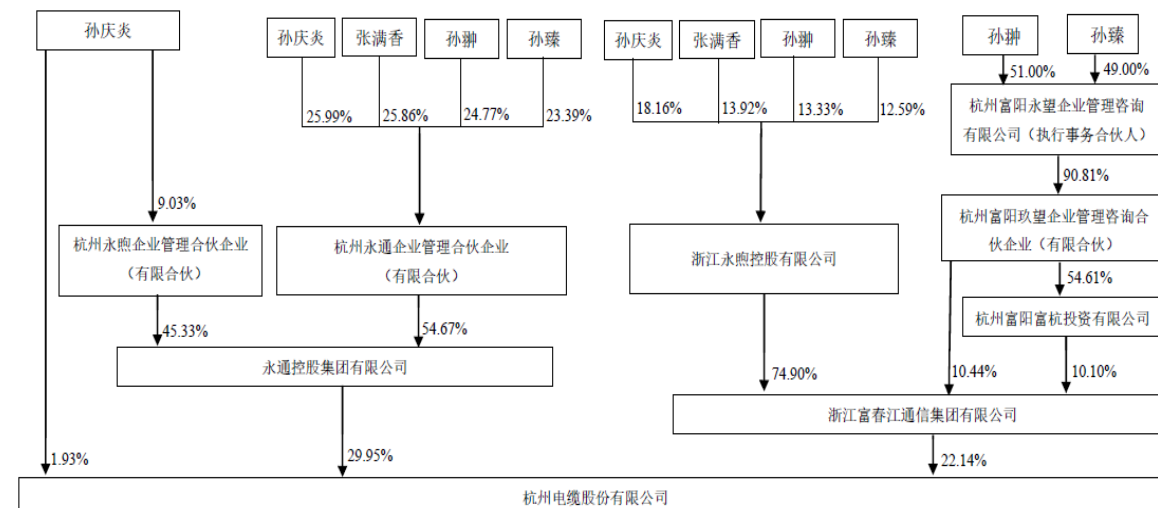 孙庆炎
孙庆炎
张满香
孙翀
孙臻
孙庆炎
张满香
孙翀
孙臻
孙翀
孙臻
51.00%
49.00%
25.99%
25.86%
24.77%
23.39%
18.16%
13.92%
13.33%
12.59%
杭州富阳永望企业管理咨询
有限公司（执行事务合伙人）
90.81%
9.03%
杭州永煦企业管理合伙企业
（有限合伙）
杭州永通企业管理合伙企业
（有限合伙）
浙江永煦控股有限公司
杭州富阳玖望企业管理咨询合
伙企业（有限合伙）
54.61%
45.33%
54.67%
杭州富阳富杭投资有限公司
永通控股集团有限公司
74.90%
10.44%
10.10%
浙江富春江通信集团有限公司
1.93%
29.95%
22.14%
杭州电缆股份有限公司